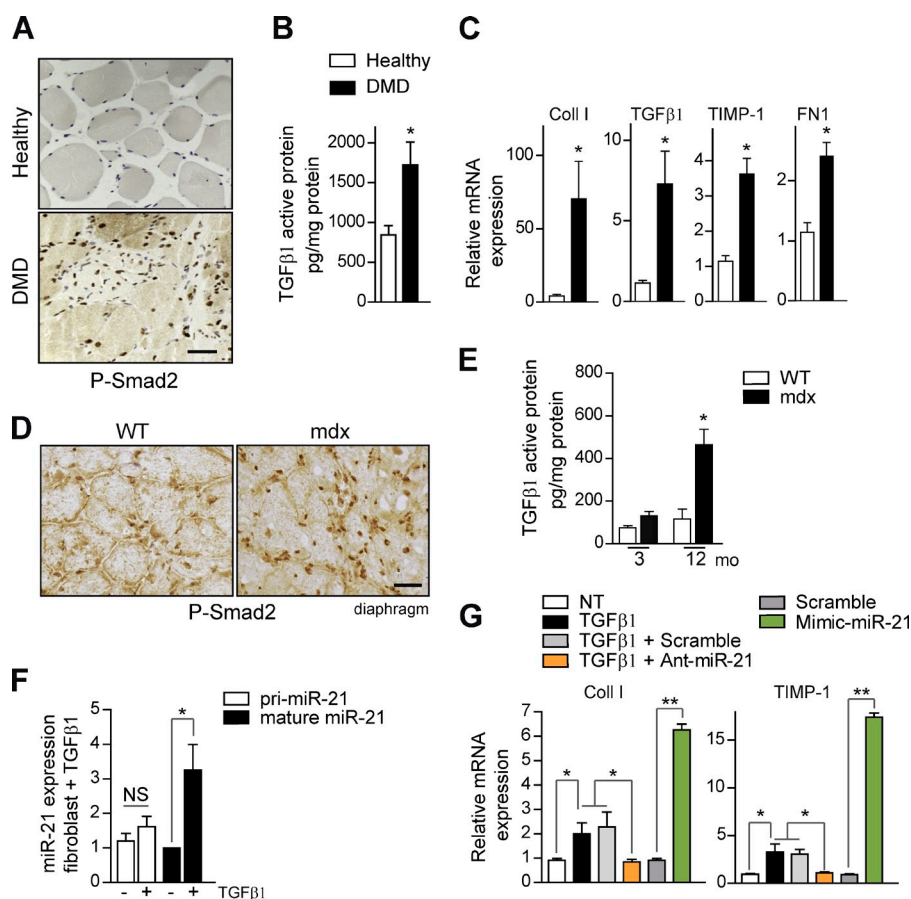 A
Healthy
DMD
P-Smad2
B
Healthy
DMD
TGFβ1 active protein
pg/mg protein
2000
1500
1000
500
0
*
C
Relative mRNA
expression
Coll I
100
50
0
*
TGFβ1
10
5
0
*
TIMP-1
4
3
2
1
0
*
FN1
2
1
0
*
D
WT
mdx
P-Smad2
diaphragm
E
WT
mdx
TGFβ1 active protein
pg/mg protein
800
600
400
200
0
*
3
12
mo
F
pri-miR-21
mature miR-21
miR-21 expression
fibroblast + TGFβ1
5
4
3
2
1
0
NS
*
- + - + TGFβ1
G
NT
TGFβ1
TGFβ1 + Scramble
TGFβ1 + Ant-miR-21
Scramble
Mimic-miR-21
Relative mRNA
expression
Coll I
7
6
5
4
3
2
1
0
*
*
**
TIMP-1
15
10
5
0
*
*
**